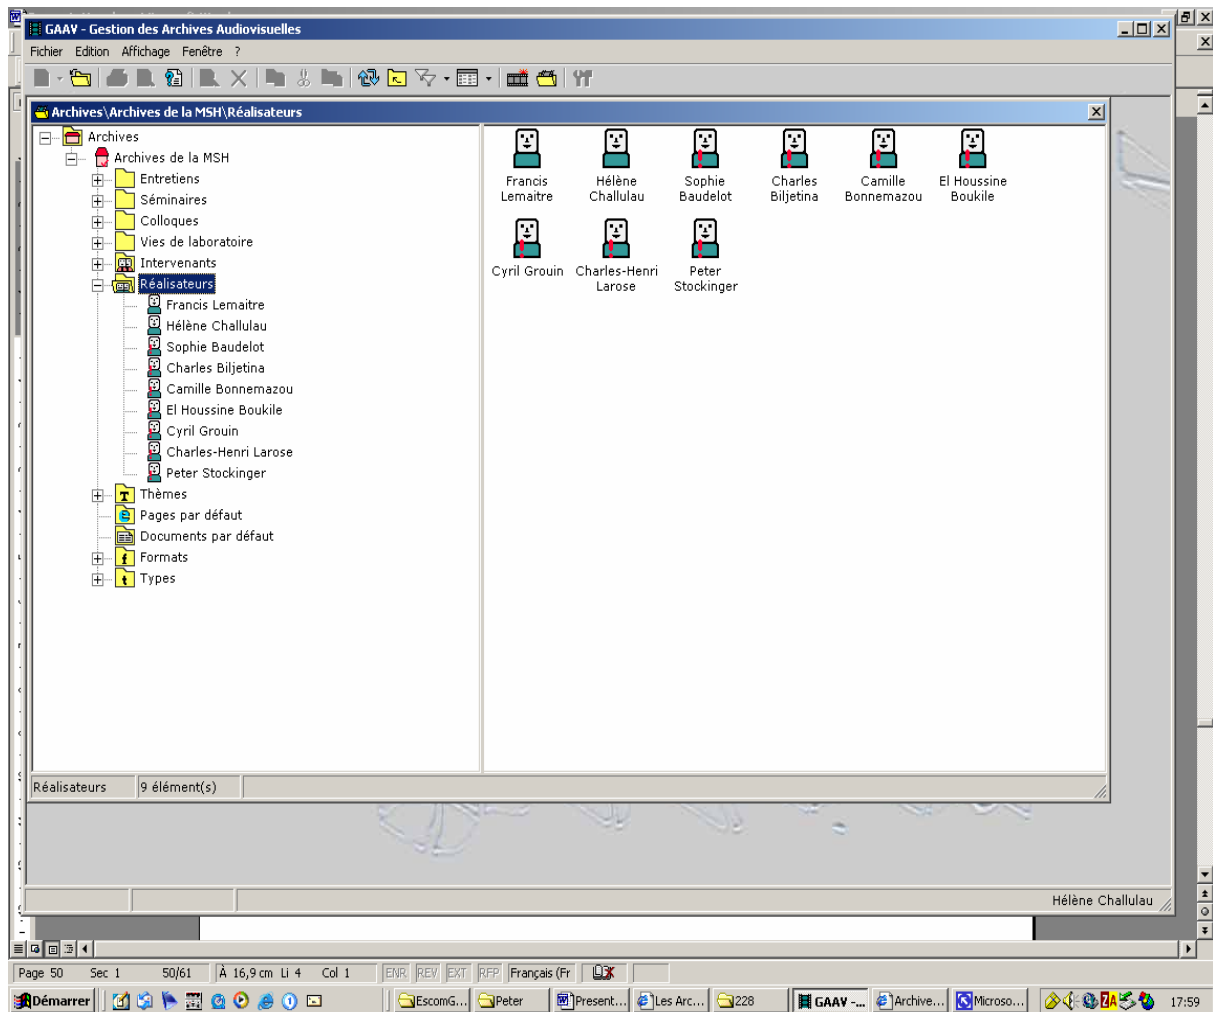 GAAV - Gestion des Archives Audiovisuelles
Fichier Edition Affichage Fenêtre ?
Archives\Archives de la MSH\Réalisateurs
Archives
Archives de la MSH
Entretiens
Séminaires
Colloques
Vies de laboratoire
Intervenants
Réalisateurs
Francis Lemaitre
Hélène Challulau
Sophie Baudelot
Charles Biljetina
Camille Bonnemazou
El Houssine Boukile
Cyril Grouin
Charles-Henri Larose
Peter Stockinger
Thèmes
Pages par défaut
Documents par défaut
Formats
Types
Francis
Lemaitre
Hélène
Challulau
Sophie
Baudelot
Charles
Biljetina
Camille
Bonnemazou
El Houssine
Boukile
Cyril Grouin
Charles-Henri
Larose
Peter
Stockinger
Réalisateurs 9 élément(s)
Hélène Challulau
Page 50 Sec 1 50/61 À 16,9 cm Li 4 Col 1 ENR REV EXT RFP Français (Fr
Démarrer EscomG... Peter Present... Les Arc... 228 GAAV -... Archive... Microso... 17:59